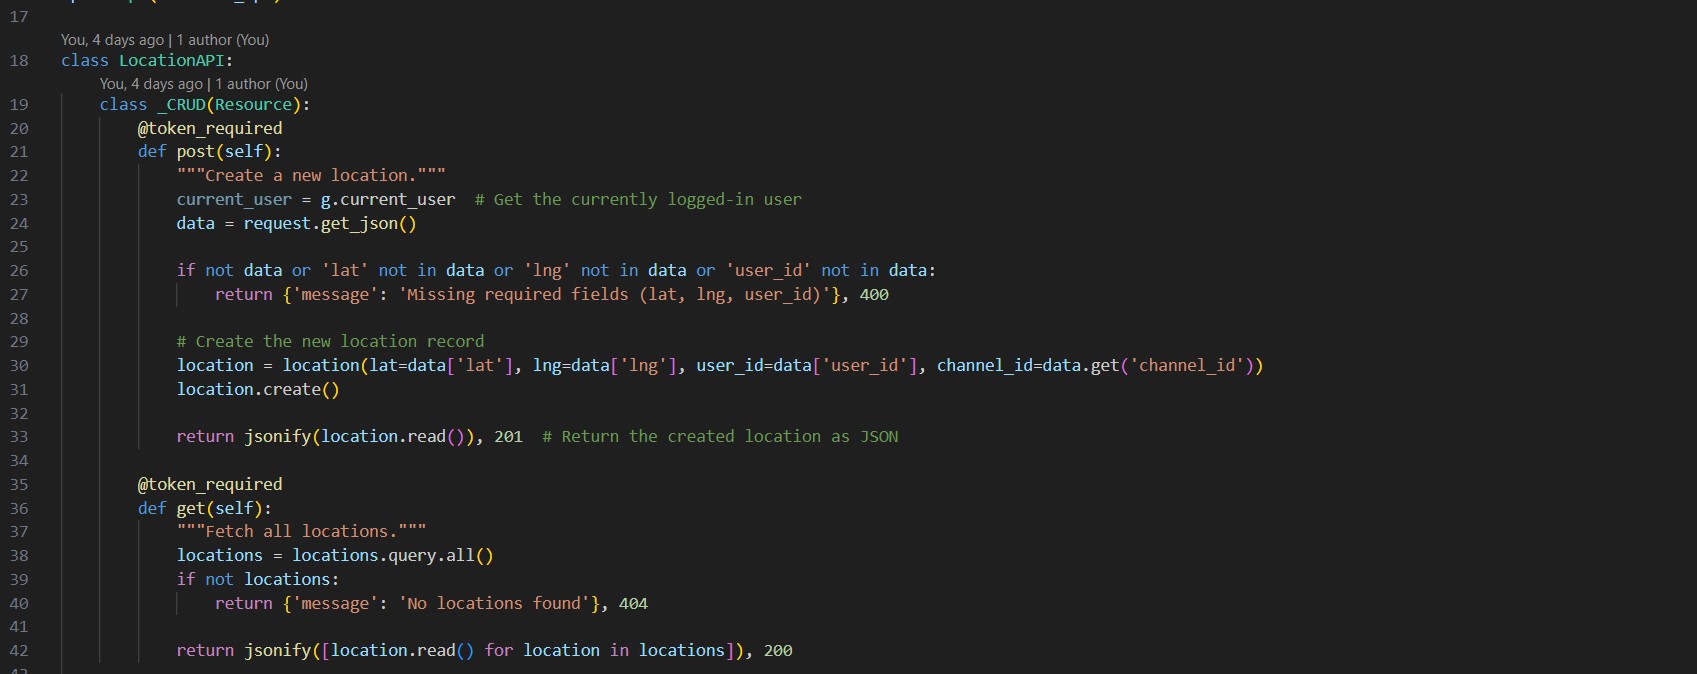 17
You, 4 days ago | 1 author (You)
18 class LocationAPI:
You, 4 days ago | 1 author (You)
19 class _CRUD(Resource):
20 @token_required
21 def post(self):
22 """Create a new location."""
23 current_user = g.current_user  # Get the currently logged-in user
24 data = request.get_json()
25
26 if not data or 'lat' not in data or 'lng' not in data or 'user_id' not in data:
27 return {'message': 'Missing required fields (lat, lng, user_id)'}, 400
28
29 # Create the new location record
30 location = location(lat=data['lat'], lng=data['lng'], user_id=data['user_id'], channel_id=data.get('channel_id'))
31 location.create()
32
33 return jsonify(location.read()), 201  # Return the created location as JSON
34
35 @token_required
36 def get(self):
37 """Fetch all locations."""
38 locations = locations.query.all()
39 if not locations:
40 return {'message': 'No locations found'}, 404
41
42 return jsonify([location.read() for location in locations]), 200